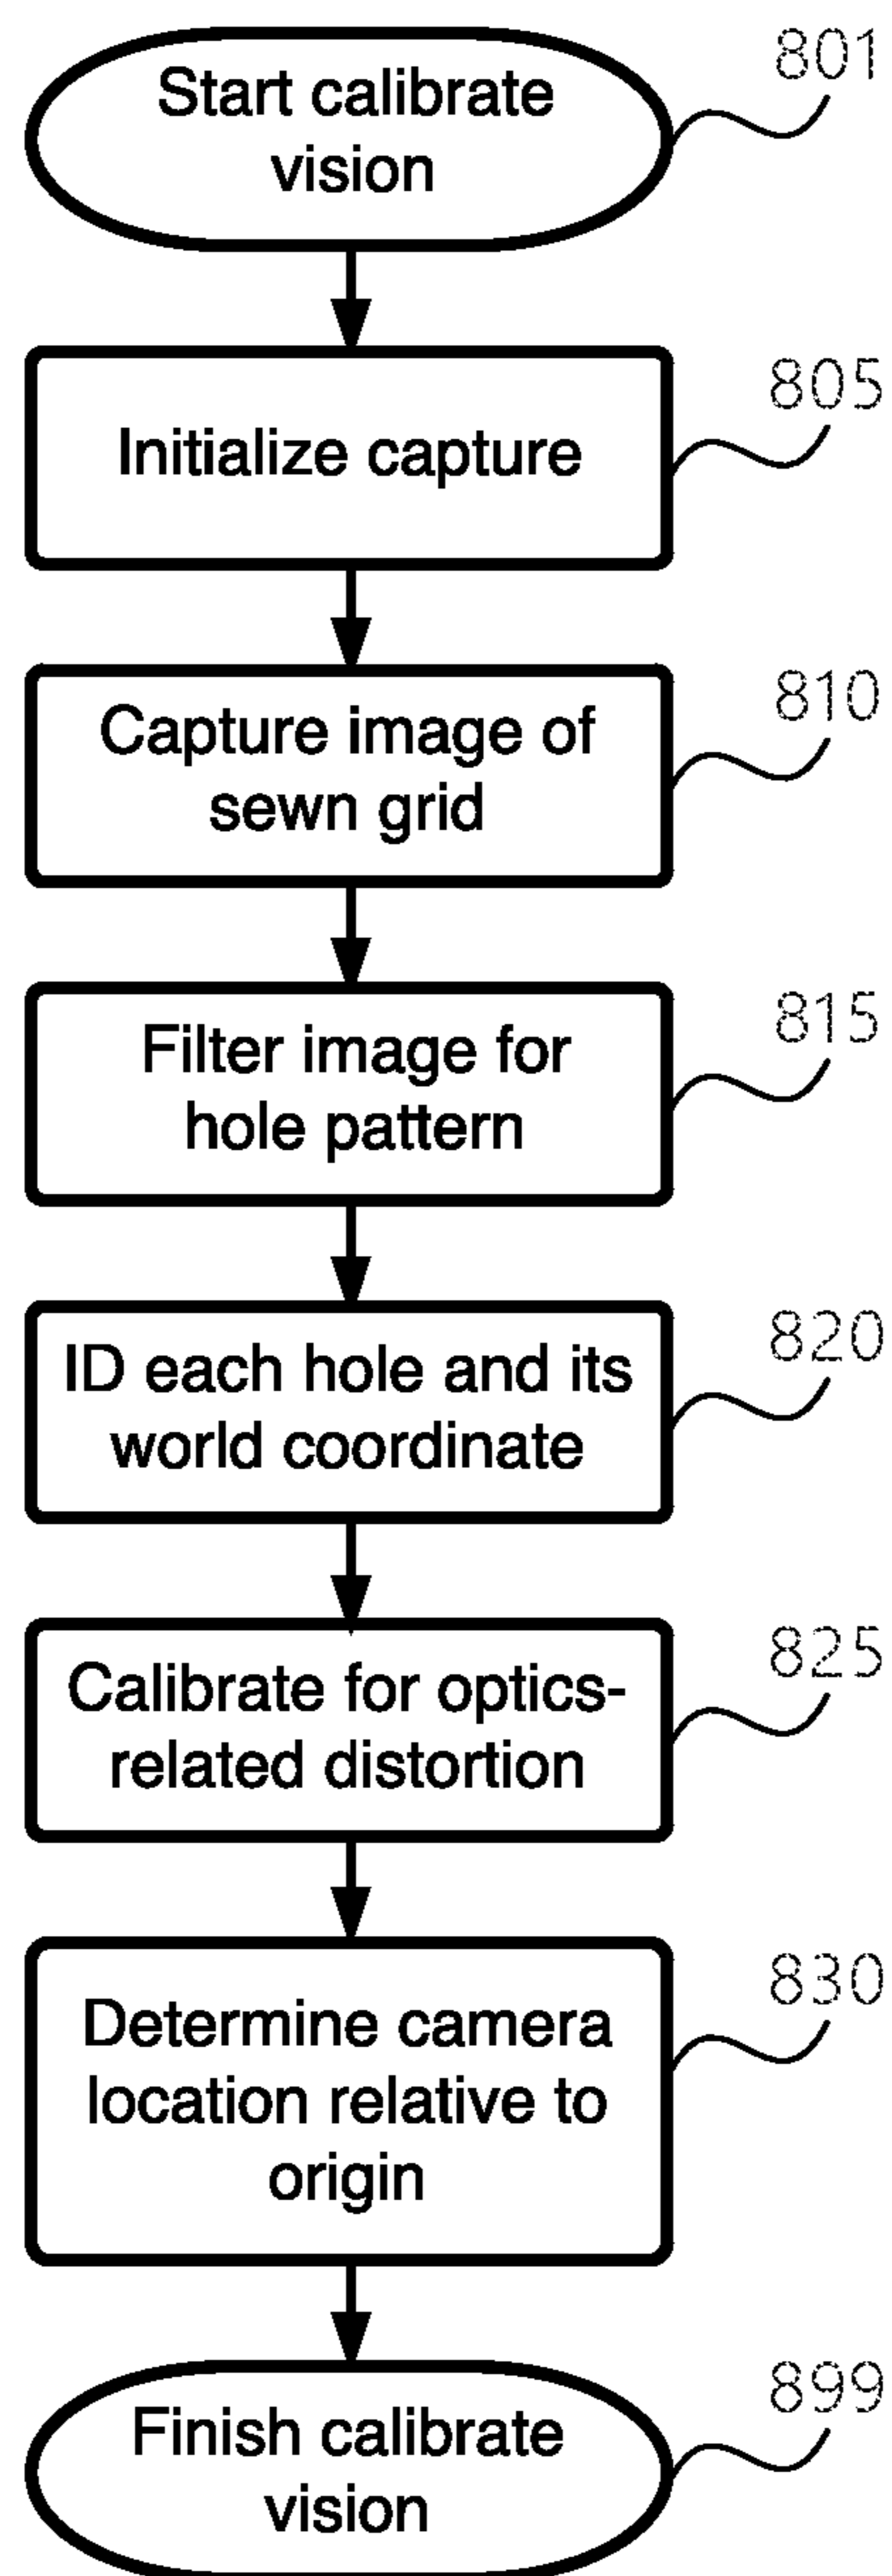 801
Start calibrate
vision
805
Initialize capture
810
Capture image of
sewn grid
815
Filter image for
hole pattern
820
ID each hole and its
world coordinate
825
Calibrate for optics-
related distortion
830
Determine camera
location relative to
origin
899
Finish calibrate
vision